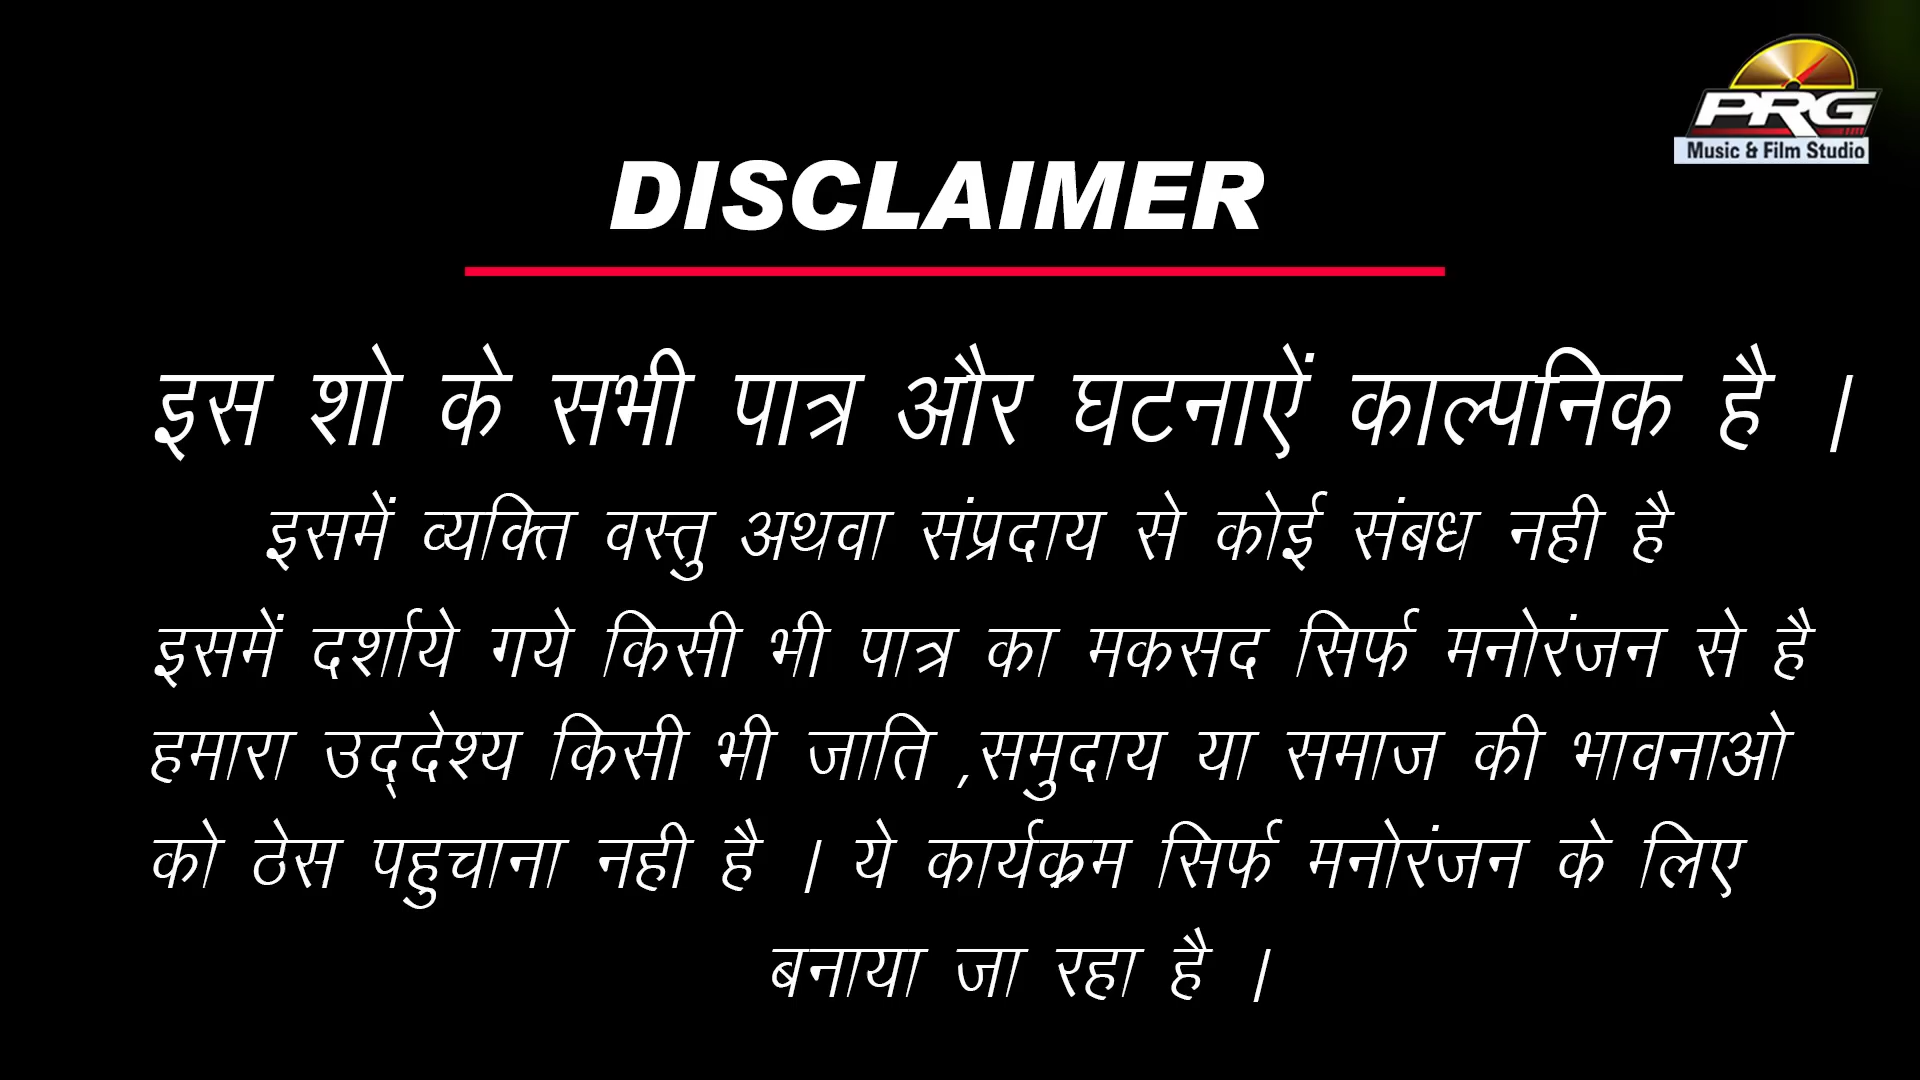 PRG
Music & Film Studio
DISCLAIMER
इस शो के सभी पात्र और घटनाऐं काल्पनिक है ।
इसमें व्यक्ति वस्तु अथवा संप्रदाय से कोई संबध नही है
इसमें दर्शाये गये किसी भी पात्र का मकसद सिर्फ मनोरंजन से है
हमारा उद्देश्य किसी भी जाति ,समुदाय या समाज की भावनाओ
को ठेस पहुचाना नही है । ये कार्यक्रम सिर्फ मनोरंजन के लिए
बनाया जा रहा है ।